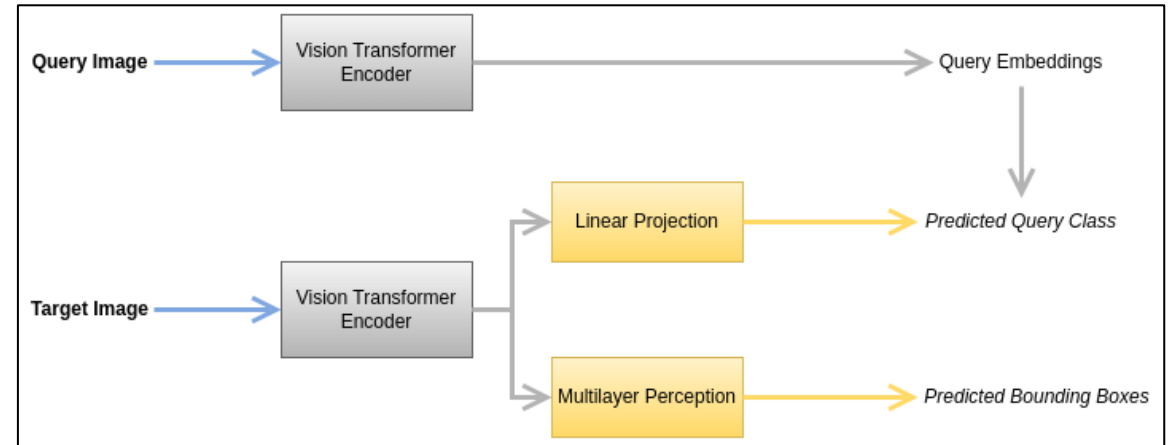 Query Image
Vision Transformer
Encoder
Query Embeddings
Linear Projection
Predicted Query Class
Target Image
Vision Transformer
Encoder
Multilayer Perception
Predicted Bounding Boxes